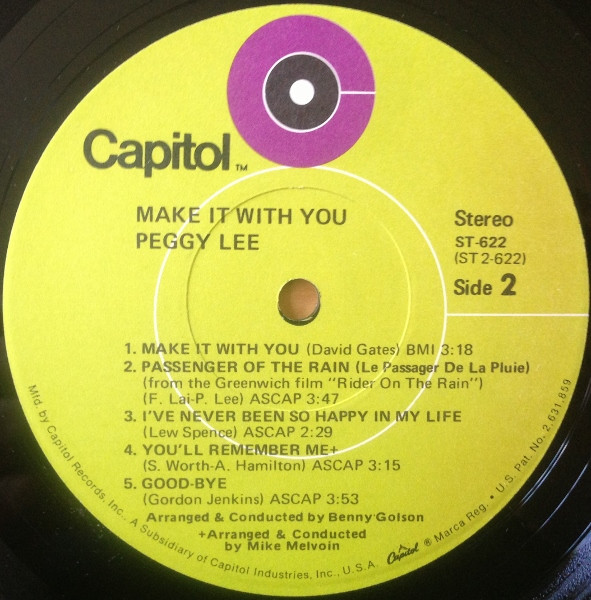 Capitol TM
MAKE IT WITH YOU
PEGGY LEE
Stereo
ST-622
(ST 2-622)
Side 2
1. MAKE IT WITH YOU (David Gates) BMI 3:18
2. PASSENGER OF THE RAIN (Le Passager De La Pluie)
(from the Greenwich film "Rider On The Rain")
(F. Lai-P. Lee) ASCAP 3:47
3. I'VE NEVER BEEN SO HAPPY IN MY LIFE
(Lew Spence) ASCAP 2:29
4. YOU'LL REMEMBER ME+
(S. Worth-A. Hamilton) ASCAP 3:15
5. GOOD-BYE
(Gordon Jenkins) ASCAP 3:53
Arranged & Conducted by Benny Golson
+Arranged & Conducted
by Mike Melvoin
Mfd. by Capitol Records, Inc., A Subsidiary of Capitol Industries, Inc., U.S.A. Capitol ® Marca Reg. • U.S. Pat. No. 2,631,859